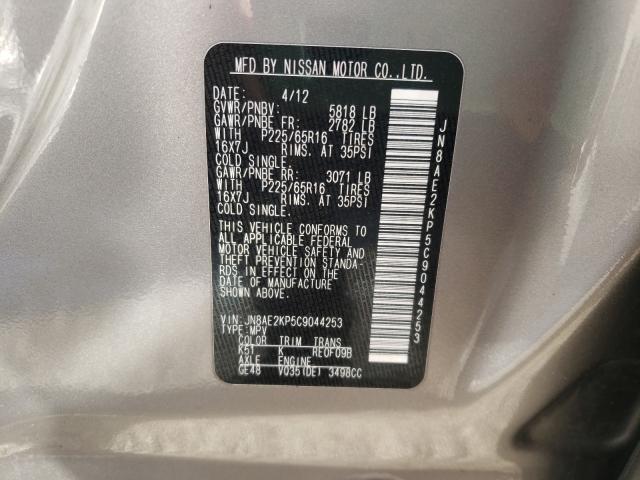 MFD BY NISSAN MOTOR CO.,LTD.
DATE: 4/12
GVWR/PNBV: 5818 LB
GAWR/PNBE FR: 2782 LB
WITH P225/65R16 TIRES
16X7J RIMS. AT 35PSI
COLD SINGLE.
GAWR/PNBE RR: 3071 LB
WITH P225/65R16 TIRES
16X7J RIMS. AT 35PSI
COLD SINGLE.
THIS VEHICLE CONFORMS TO
ALL APPLICABLE FEDERAL
MOTOR VEHICLE SAFETY AND
THEFT PREVENTION STANDA-
RDS IN EFFECT ON THE
DATE OF MANUFACTURE
SHOWN ABOVE.
VIN:JN8AE2KP5C9044253
TYPE:MPV
COLOR TRIM TRANS
K51 K RE0F09B
AXLE ENGINE
GE48 VQ35(DE) 3498CC
JN8AE2KP5C9044253